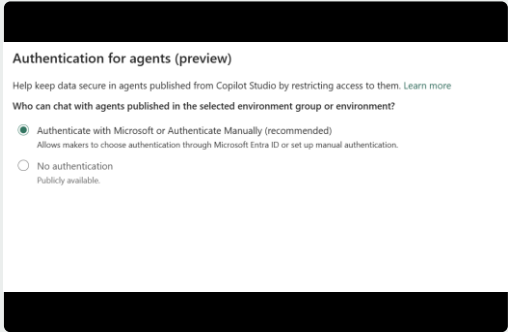 Authentication for agents (preview)
Help keep data secure in agents published from Copilot Studio by restricting access to them. Learn more
Who can chat with agents published in the selected environment group or environment?
Authenticate with Microsoft or Authenticate Manually (recommended)
Allows makers to choose authentication through Microsoft Entra ID or set up manual authentication.
No authentication
Publicly available.